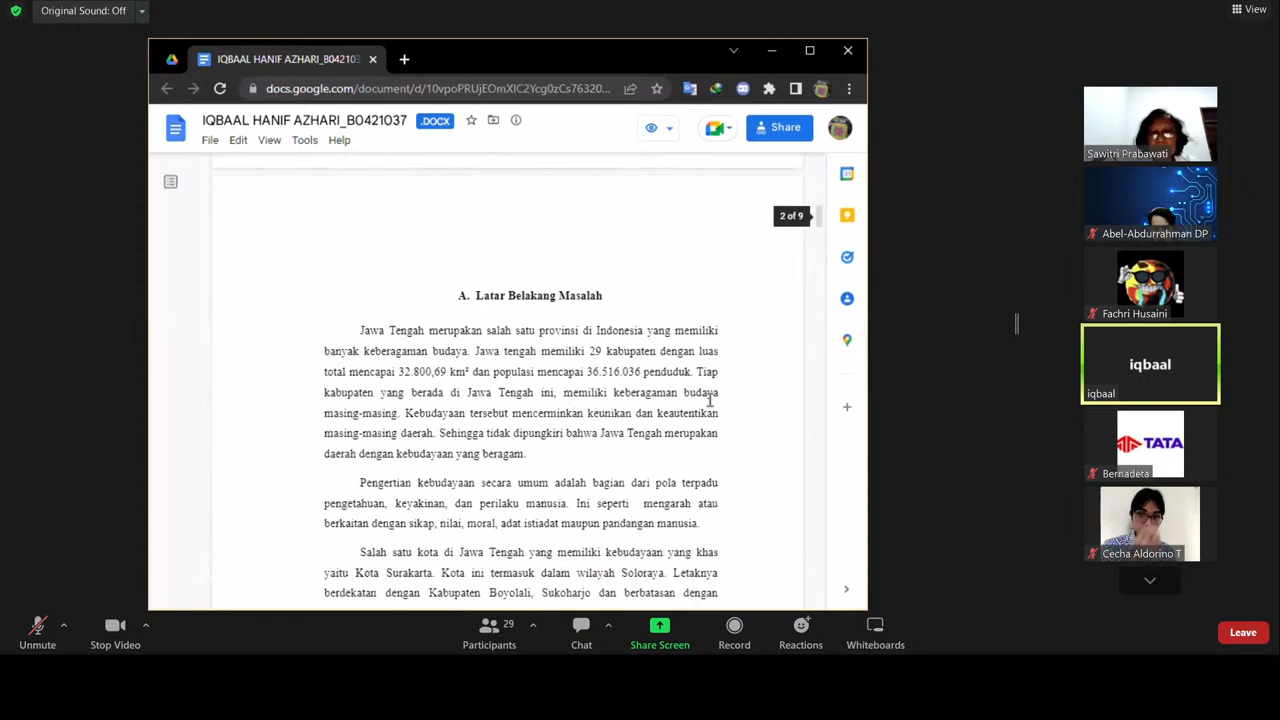 Original Sound: Off
View
IQBAAL HANIF AZHARI_B042103
docs.google.com/document/d/10vpoPRUjEOmXIC2Ycg0zCs76320...
IQBAAL HANIF AZHARI_B0421037 .DOCX
Share
File Edit View Tools Help
2 of 9
A. Latar Belakang Masalah
Jawa Tengah merupakan salah satu provinsi di Indonesia yang memiliki
banyak keberagaman budaya. Jawa tengah memiliki 29 kabupaten dengan luas
total mencapai 32.800,69 km² dan populasi mencapai 36.516.036 penduduk. Tiap
kabupaten yang berada di Jawa Tengah ini, memiliki keberagaman budaya
masing-masing. Kebudayaan tersebut mencerminkan keunikan dan keautentikan
masing-masing daerah. Sehingga tidak dipungkiri bahwa Jawa Tengah merupakan
daerah dengan kebudayaan yang beragam.
Pengertian kebudayaan secara umum adalah bagian dari pola terpadu
pengetahuan, keyakinan, dan perilaku manusia. Ini seperti mengarah atau
berkaitan dengan sikap, nilai, moral, adat istiadat maupun pandangan manusia.
Salah satu kota di Jawa Tengah yang memiliki kebudayaan yang khas
yaitu Kota Surakarta. Kota ini termasuk dalam wilayah Soloraya. Letaknya
berdekatan dengan Kabupaten Boyolali, Sukoharjo dan berbatasan dengan
Sawitri Prabawati
Abel-Abdurrahman DP
Fachri Husaini
iqbaal
iqbaal
TATA
Bernadeta
Cecha Aldorino T
Unmute
Stop Video
29
Participants
Chat
Share Screen
Record
Reactions
Whiteboards
Leave